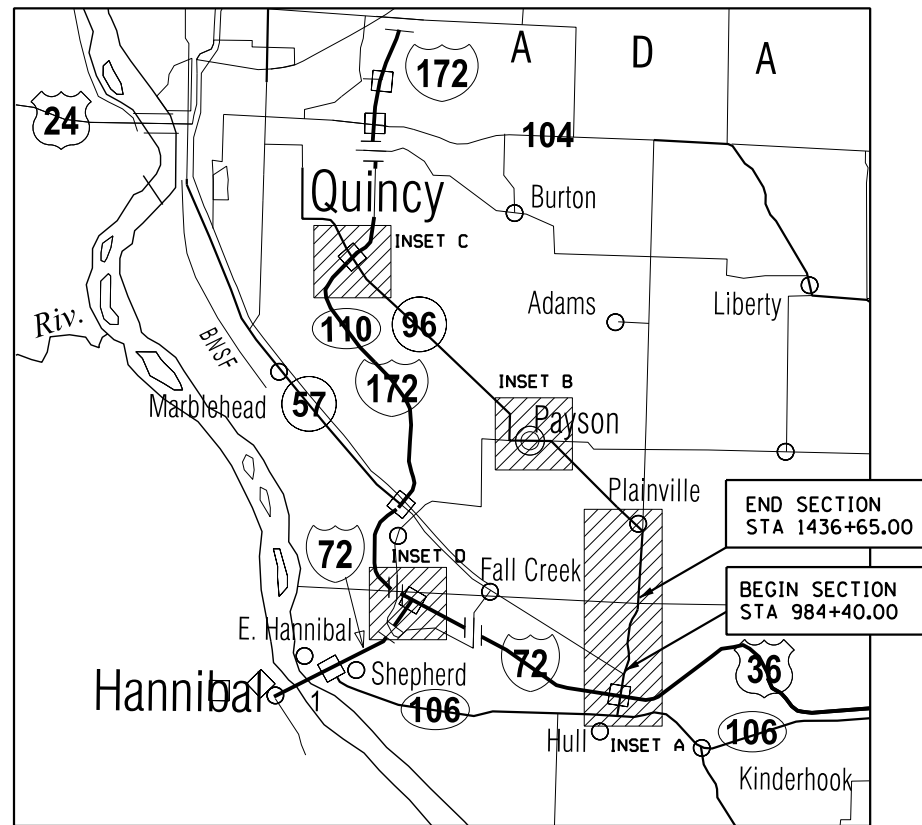 A D A
172
24
104
Quincy
Burton
INSET C
Adams
Liberty
Riv.
110
96
BNSF
172
INSET B
Marblehead
57
Payson
Plainville
END SECTION
STA 1436+65.00
72
INSET D
Fall Creek
BEGIN SECTION
STA 984+40.00
E. Hannibal
Shepherd
72
36
Hannibal
1
106
106
Hull
INSET A
Kinderhook